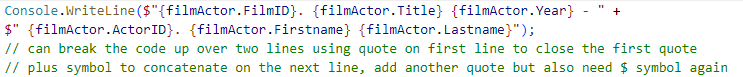 Console.WriteLine($"{filmActor.FilmID}. {filmActor.Title} {filmActor.Year} - " +
$" {filmActor.ActorID}. {filmActor.Firstname} {filmActor.Lastname}");
// can break the code up over two lines using quote on first line to close the first quote
// plus symbol to concatenate on the next line, add another quote but also need $ symbol again